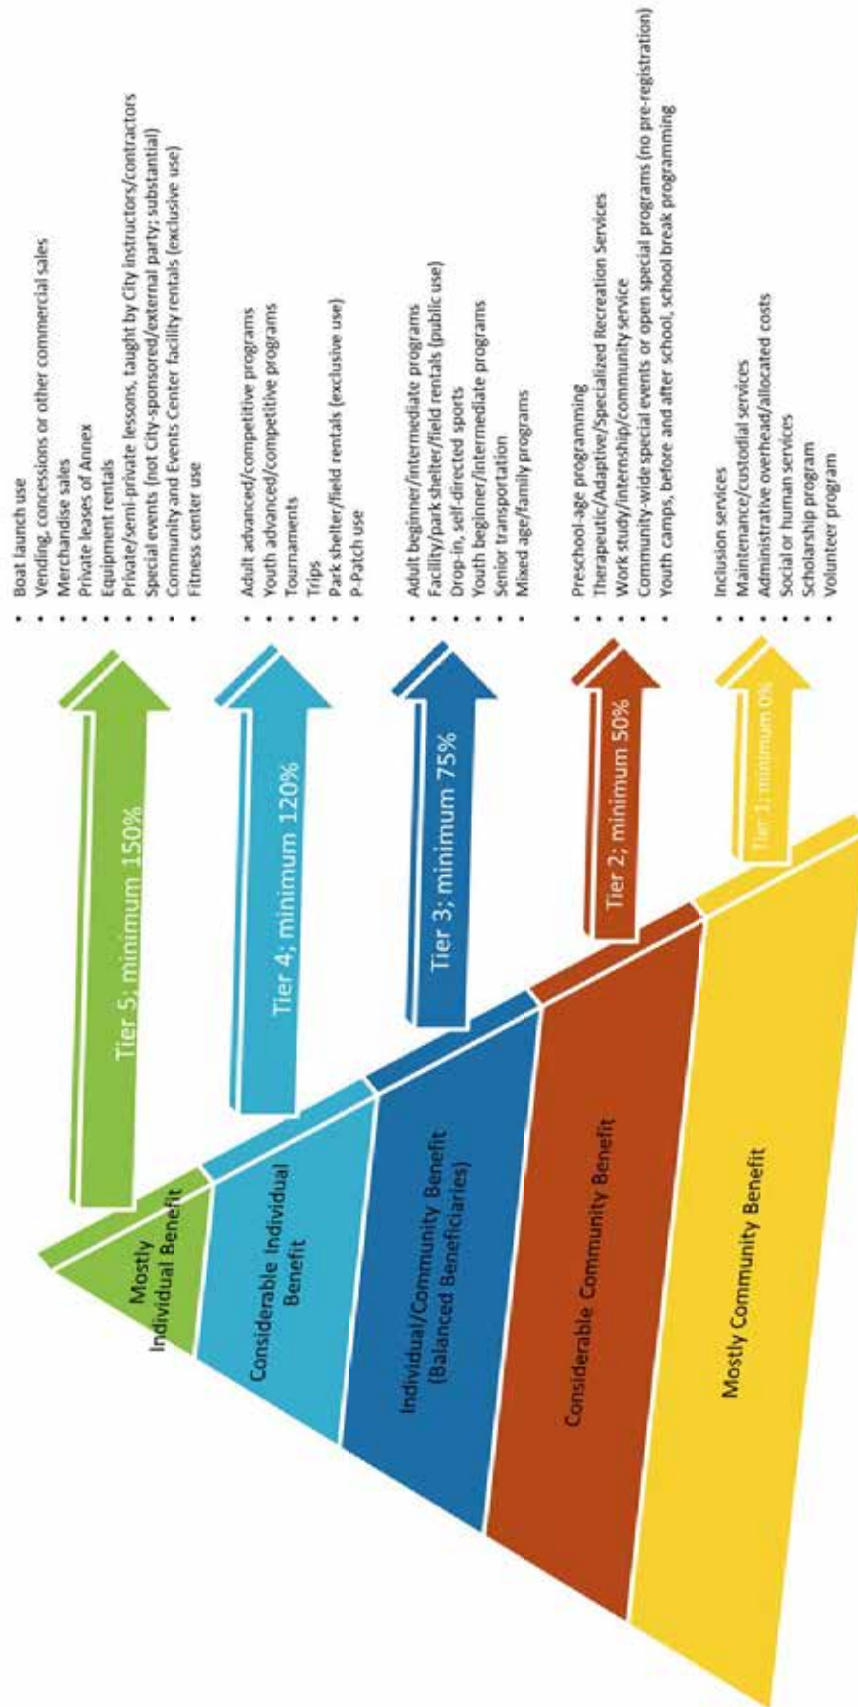 Mostly
Individual Benefit
Tier 5; minimum 150%
• Boat launch use
• Vending, concessions or other commercial sales
• Merchandise sales
• Private leases of Annex
• Equipment rentals
• Private/semi-private lessons, taught by City instructors/contractors
• Special events (not City-sponsored/external party; substantial)
• Community and Events Center facility rentals (exclusive use)
• Fitness center use
Considerable Individual
Benefit
Tier 4; minimum 120%
• Adult advanced/competitive programs
• Youth advanced/competitive programs
• Tournaments
• Trips
• Park shelter/field rentals (exclusive use)
• P-Patch use
Individual/Community Benefit
(Balanced Beneficiaries)
Tier 3; minimum 75%
• Adult beginner/intermediate programs
• Facility/park shelter/field rentals (public use)
• Drop-in, self-directed sports
• Youth beginner/intermediate programs
• Senior transportation
• Mixed age/family programs
Considerable Community Benefit
Tier 2; minimum 50%
• Preschool-age programming
• Therapeutic/Adaptive/Specialized Recreation Services
• Work study/internship/community service
• Community-wide special events or open special programs (no pre-registration)
• Youth camps, before and after school, school break programming
Mostly Community Benefit
Tier 1; minimum 0%
• Inclusion services
• Maintenance/custodial services
• Administrative overhead/allocated costs
• Social or human services
• Scholarship program
• Volunteer program